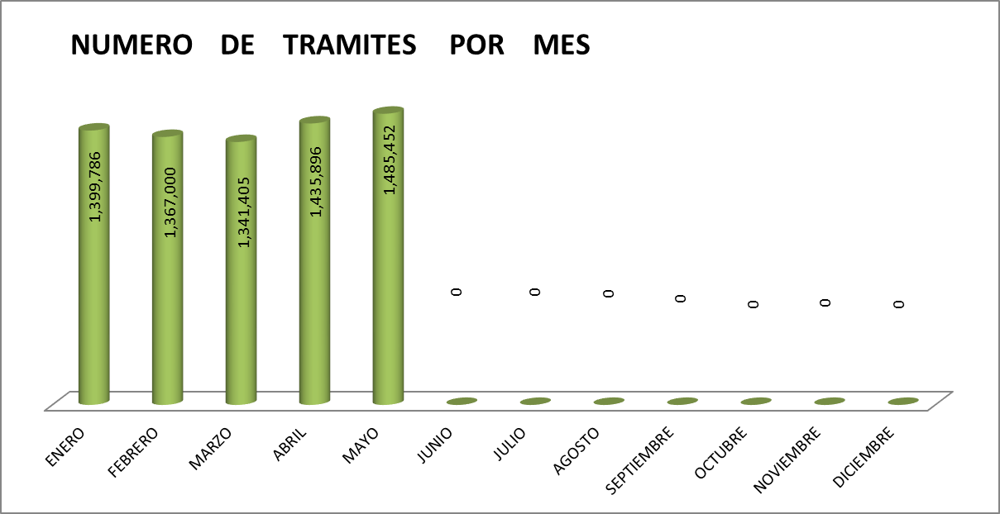 NUMERO DE TRAMITES POR MES
1,399,786
1,367,000
1,341,405
1,435,896
1,485,452
0
0
0
0
0
0
0
ENERO
FEBRERO
MARZO
ABRIL
MAYO
JUNIO
JULIO
AGOSTO
SEPTIEMBRE
OCTUBRE
NOVIEMBRE
DICIEMBRE